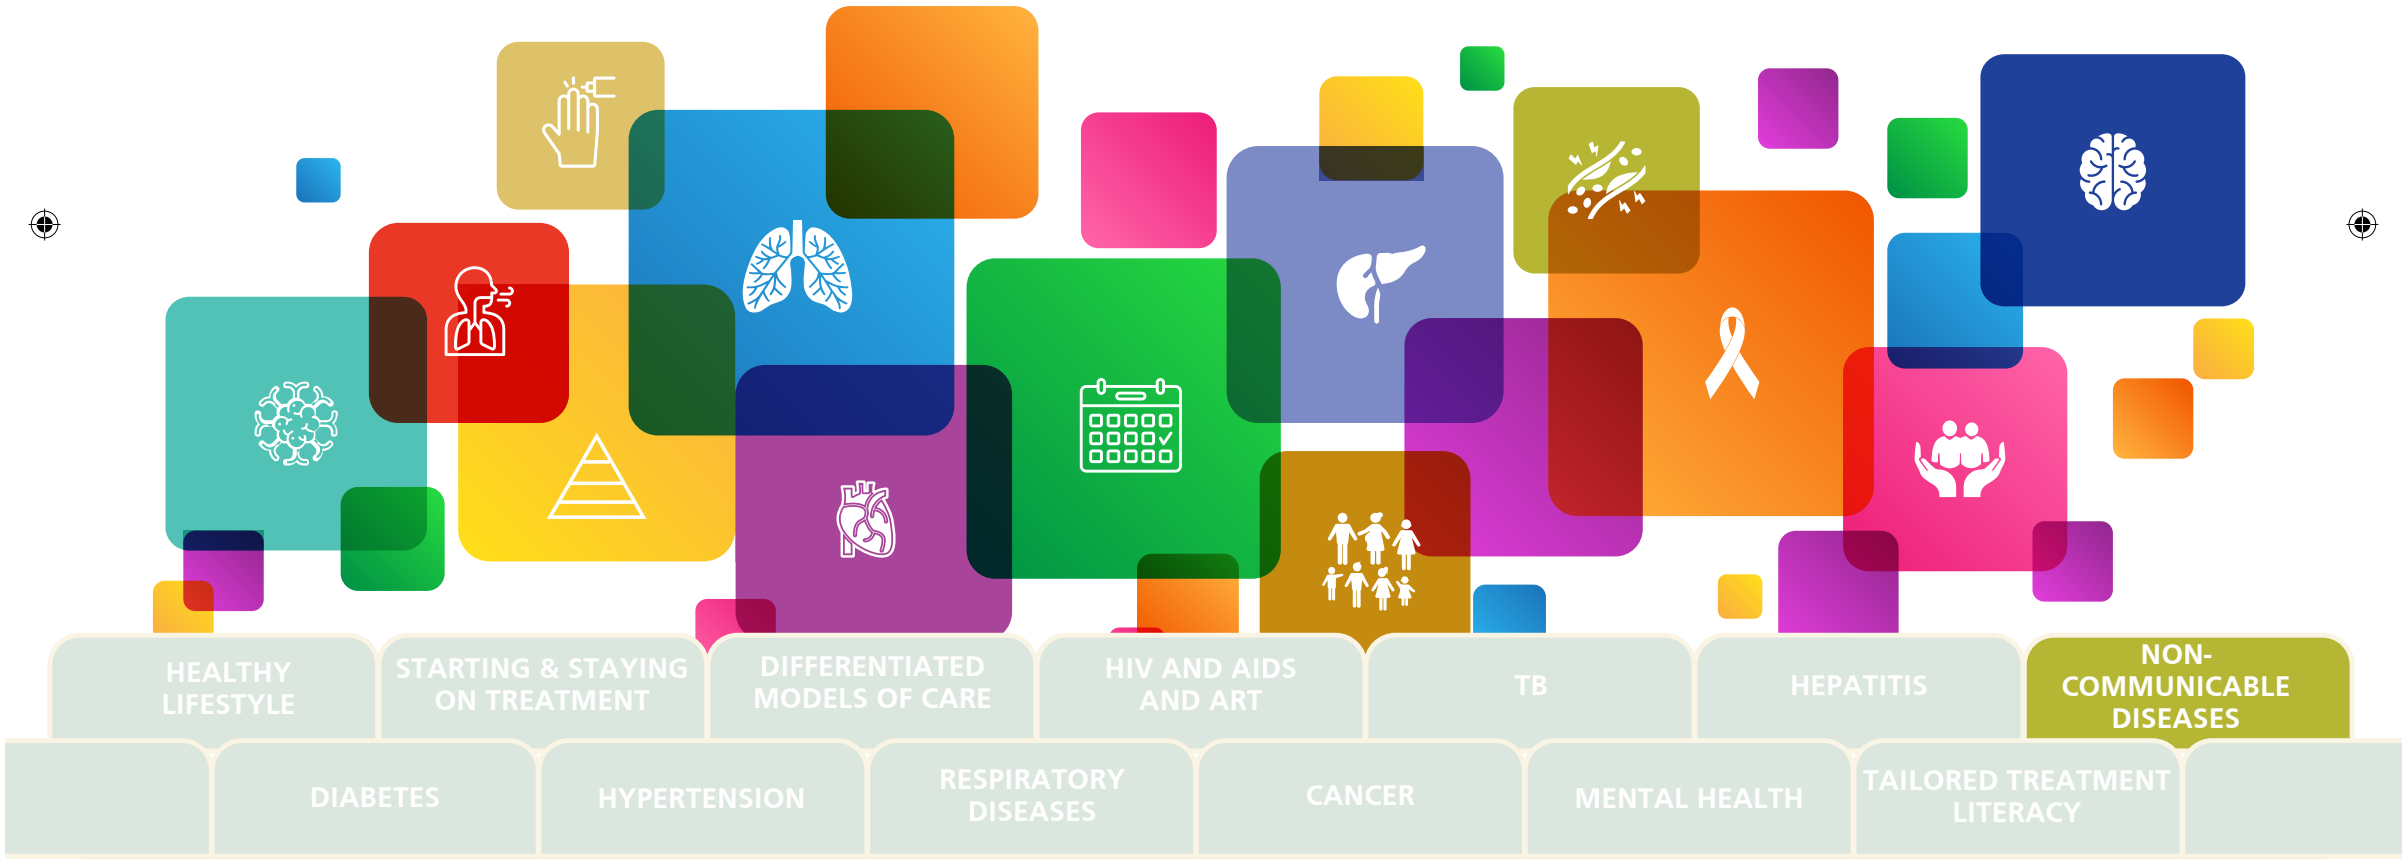 HEALTHY
LIFESTYLE
STARTING & STAYING
ON TREATMENT
DIFFERENTIATED
MODELS OF CARE
HIV AND AIDS
AND ART
TB
HEPATITIS
NON-
COMMUNICABLE
DISEASES
DIABETES
HYPERTENSION
RESPIRATORY
DISEASES
CANCER
MENTAL HEALTH
TAILORED TREATMENT
LITERACY